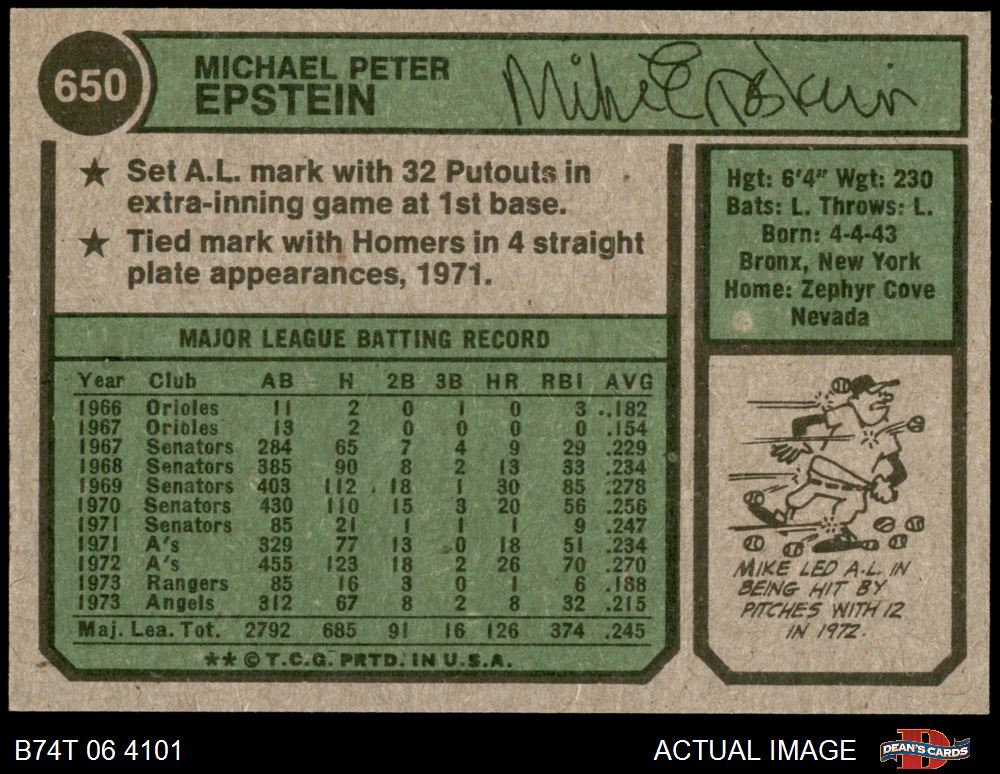 650
MICHAEL PETER
EPSTEIN
Mike Epstein
★ Set A.L. mark with 32 Putouts in
extra-inning game at 1st base.
★ Tied mark with Homers in 4 straight
plate appearances, 1971.
MAJOR LEAGUE BATTING RECORD
Year Club AB H 2B 3B HR RBI AVG
1966 Orioles 11 2 0 1 0 3 .182
1967 Orioles 13 2 0 0 0 0 .154
1967 Senators 284 65 7 4 9 29 .229
1968 Senators 385 90 8 2 13 33 .234
1969 Senators 403 112 18 1 30 85 .278
1970 Senators 430 110 15 3 20 56 .256
1971 Senators 85 21 1 1 1 9 .247
1971 A's 329 77 13 0 18 51 .234
1972 A's 455 123 18 2 26 70 .270
1973 Rangers 85 16 3 0 1 6 .188
1973 Angels 312 67 8 2 8 32 .215
Maj. Lea. Tot. 2792 685 91 16 126 374 .245
** © T.C.G. PRTD. IN U.S.A.
Hgt: 6'4" Wgt: 230
Bats: L. Throws: L.
Born: 4-4-43
Bronx, New York
Home: Zephyr Cove
Nevada
MIKE LED A.L. IN
BEING HIT BY
PITCHES WITH 12
IN 1972.
B74T 06 4101
ACTUAL IMAGE
DEAN'S CARDS